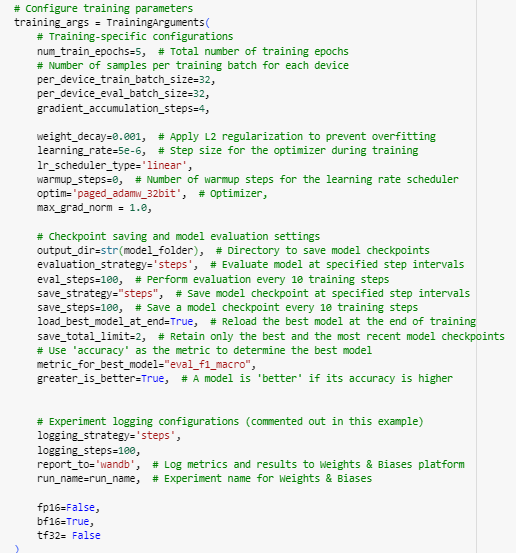 # Configure training parameters
training_args = TrainingArguments(
    # Training-specific configurations
    num_train_epochs=5,  # Total number of training epochs
    # Number of samples per training batch for each device
    per_device_train_batch_size=32,
    per_device_eval_batch_size=32,
    gradient_accumulation_steps=4,

    weight_decay=0.001,  # Apply L2 regularization to prevent overfitting
    learning_rate=5e-6,  # Step size for the optimizer during training
    lr_scheduler_type='linear',
    warmup_steps=0,  # Number of warmup steps for the learning rate scheduler
    optim='paged_adamw_32bit',  # Optimizer,
    max_grad_norm = 1.0,

    # Checkpoint saving and model evaluation settings
    output_dir=str(model_folder),  # Directory to save model checkpoints
    evaluation_strategy='steps',  # Evaluate model at specified step intervals
    eval_steps=100,  # Perform evaluation every 10 training steps
    save_strategy="steps",  # Save model checkpoint at specified step intervals
    save_steps=100,  # Save a model checkpoint every 10 training steps
    load_best_model_at_end=True,  # Reload the best model at the end of training
    save_total_limit=2,  # Retain only the best and the most recent model checkpoints
    # Use 'accuracy' as the metric to determine the best model
    metric_for_best_model="eval_f1_macro",
    greater_is_better=True,  # A model is 'better' if its accuracy is higher


    # Experiment logging configurations (commented out in this example)
    logging_strategy='steps',
    logging_steps=100,
    report_to='wandb',  # Log metrics and results to Weights & Biases platform
    run_name=run_name,  # Experiment name for Weights & Biases

    fp16=False,
    bf16=True,
    tf32= False
)